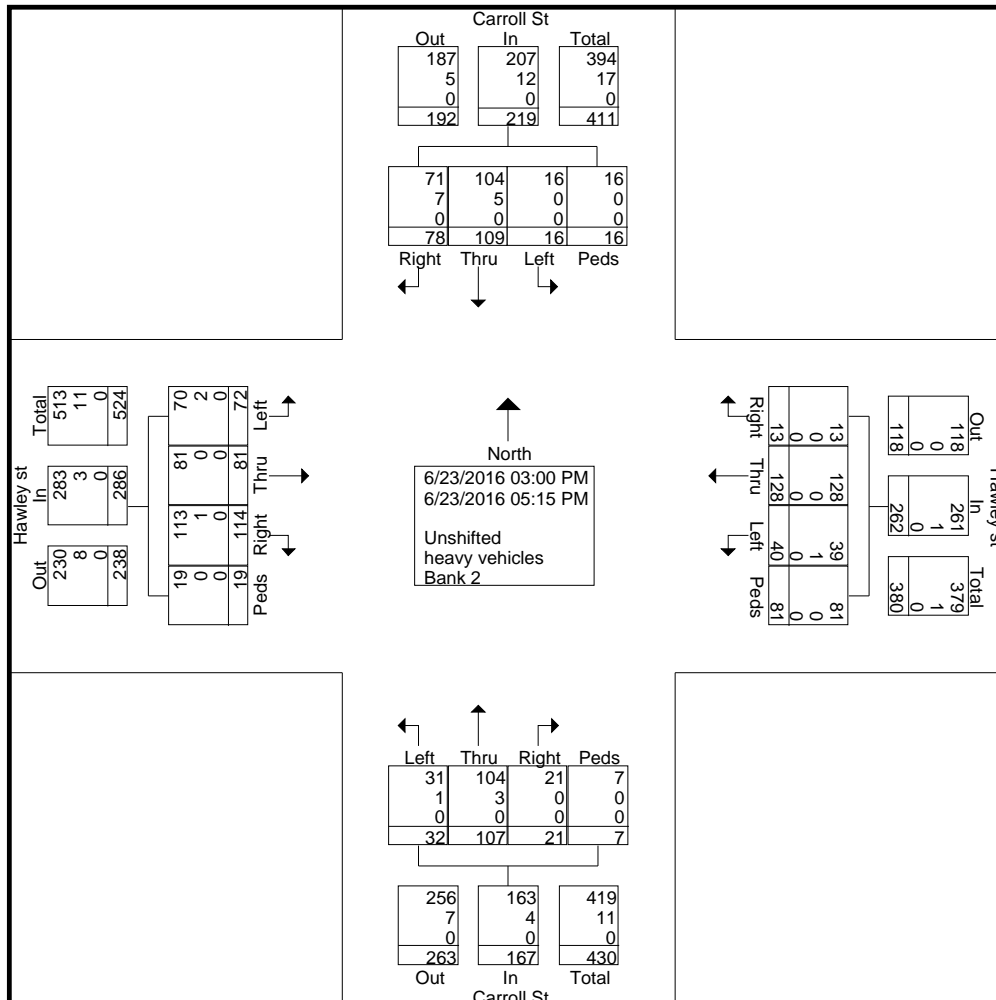 Carroll St
Out In Total
187 207 394
5 12 17
0 0 0
192 219 411
71 104 16 16
7 5 0 0
0 0 0 0
78 109 16 16
Right Thru Left Peds
Hawley st
Total
513
11
0
524
In
283
3
0
286
Out
230
8
0
238
Left
70
2
0
72
Thru
81
0
0
81
Right
113
1
0
114
Peds
19
0
0
19
North
6/23/2016 03:00 PM
6/23/2016 05:15 PM
Unshifted
heavy vehicles
Bank 2
Right
13
0
0
13
Thru
128
0
0
128
Left
39
1
0
40
Peds
81
0
0
81
Hawley st
Out
118
0
0
118
In
261
1
0
262
Total
379
1
0
380
Left Thru Right Peds
31 104 21 7
1 3 0 0
0 0 0 0
32 107 21 7
256 163 419
7 4 11
0 0 0
263 167 430
Out In Total
Carroll St